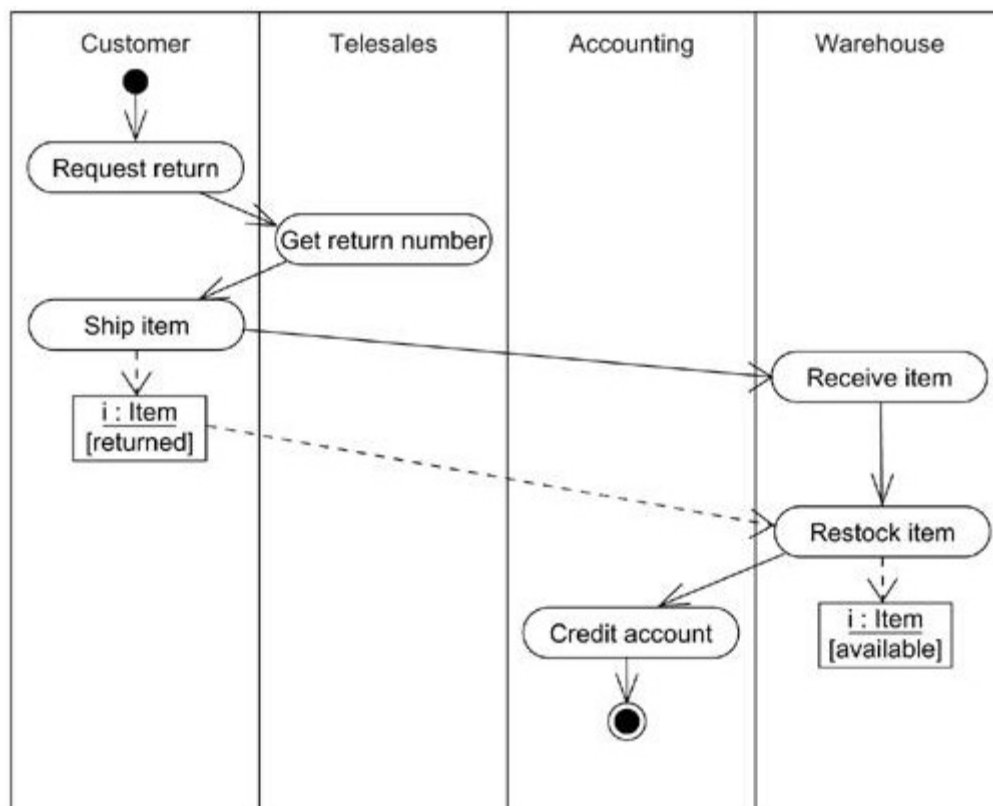 Customer
Telesales
Accounting
Warehouse
Request return
Get return number
Ship item
Receive item
i : Item
[returned]
Restock item
Credit account
i : Item
[available]